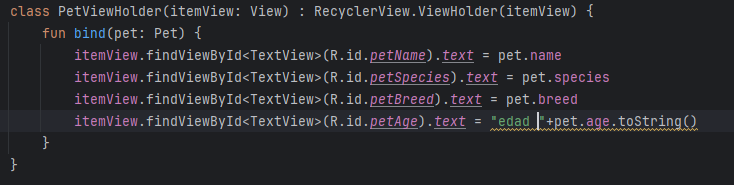 class PetViewHolder(itemView: View) : RecyclerView.ViewHolder(itemView) {
    fun bind(pet: Pet) {
        itemView.findViewById<TextView>(R.id.petName).text = pet.name
        itemView.findViewById<TextView>(R.id.petSpecies).text = pet.species
        itemView.findViewById<TextView>(R.id.petBreed).text = pet.breed
        itemView.findViewById<TextView>(R.id.petAge).text = "edad "+pet.age.toString()
    }
}